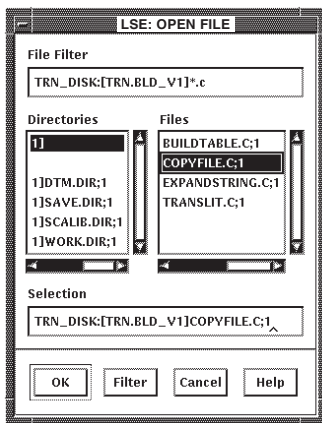 LSE: OPEN FILE
File Filter
TRN_DISK:[TRN.BLD_V1]*.c
Directories
1]
1]DTM.DIR;1
1]SAVE.DIR;1
1]SCALIB.DIR;1
1]WORK.DIR;1
Files
BUILDTABLE.C;1
COPYFILE.C;1
EXPANDSTRING.C;1
TRANSLIT.C;1
Selection
TRN_DISK:[TRN.BLD_V1]COPYFILE.C;1
OK Filter Cancel Help